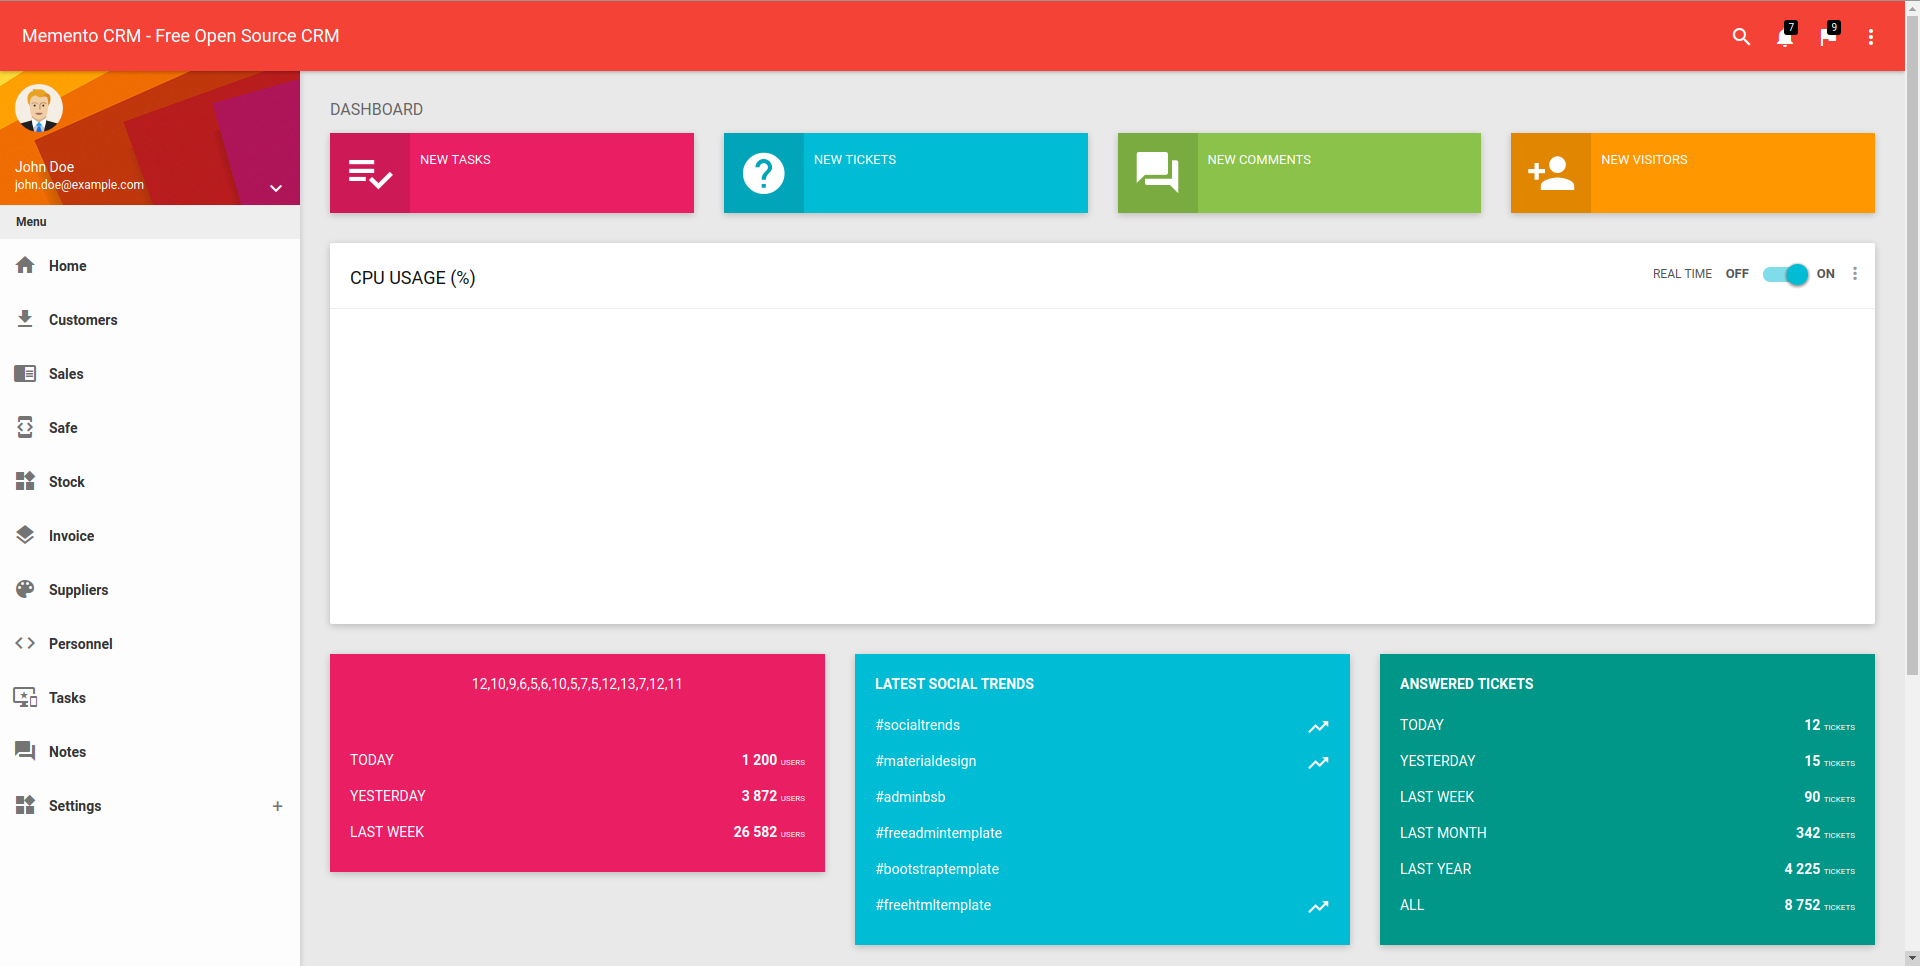 Memento CRM - Free Open Source CRM
7
9
John Doe
john.doe@example.com
Menu
Home
Customers
Sales
Safe
Stock
Invoice
Suppliers
Personnel
Tasks
Notes
Settings +
DASHBOARD
NEW TASKS
NEW TICKETS
NEW COMMENTS
NEW VISITORS
CPU USAGE (%)
REAL TIME OFF ON
12,10,9,6,5,6,10,5,7,5,12,13,7,12,11
TODAY 1 200 USERS
YESTERDAY 3 872 USERS
LAST WEEK 26 582 USERS
LATEST SOCIAL TRENDS
#socialtrends
#materialdesign
#adminbsb
#freeadmintemplate
#bootstraptemplate
#freehtmltemplate
ANSWERED TICKETS
TODAY 12 TICKETS
YESTERDAY 15 TICKETS
LAST WEEK 90 TICKETS
LAST MONTH 342 TICKETS
LAST YEAR 4 225 TICKETS
ALL 8 752 TICKETS